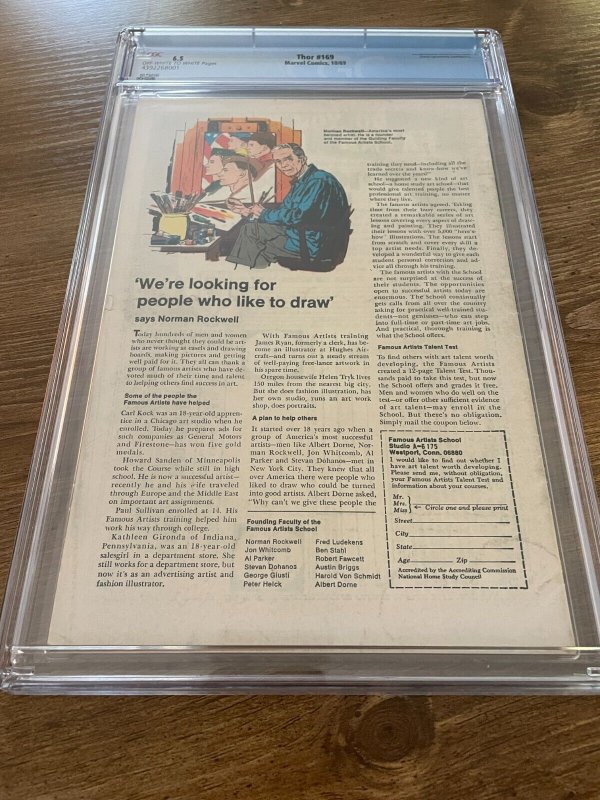 6.5
Thor #169
OFF-WHITE TO WHITE Pages
Marvel Comics, 10/69
Norman Rockwell—America's most
beloved artist. He is a founder
and member of the Guiding Faculty
of the Famous Artists School.
'We're looking for
people who like to draw'
says Norman Rockwell
Today hundreds of men and women
who never thought they could be art-
ists are working at easels and drawing
boards, making pictures and getting
well paid for it. They all can thank a
group of famous artists who have de-
voted much of their time and talent
to helping others find success in art.
Some of the people the
Famous Artists have helped
Carl Kock was an 18-year-old appren-
tice in a Chicago art studio when he
enrolled. Today he prepares ads for
such companies as General Motors
and Firestone—has won five gold
medals.
Howard Sanden of Minneapolis
took the Course while still in high
school. He is now a successful artist—
recently he and his wife traveled
through Europe and the Middle East
on important art assignments.
Paul Sullivan enrolled at 14. His
Famous Artists training helped him
work his way through college.
Kathleen Gironda of Indiana,
Pennsylvania, was an 18-year-old
salesgirl in a department store. She
still works for a department store, but
now it's as an advertising artist and
fashion illustrator.
With Famous Artists training
James Ryan, formerly a clerk, has be-
come an illustrator at Hughes Air-
craft—and turns out a steady stream
of well-paying free-lance artwork in
his spare time.
Oregon housewife Helen Tryk lives
150 miles from the nearest big city.
But she does fashion illustration, has
her own studio, runs an art work
shop, does portraits.
A plan to help others
It started over 18 years ago when a
group of America's most successful
artists—men like Albert Dorne, Nor-
man Rockwell, Jon Whitcomb, Al
Parker and Stevan Dohanos—met in
New York City. They knew that all
over America there were people who
liked to draw who could be turned
into good artists. Albert Dorne asked,
"Why can't we give these people the
Founding Faculty of the
Famous Artists School
Norman Rockwell
Jon Whitcomb
Al Parker
Stevan Dohanos
George Giusti
Peter Helck
Fred Ludekens
Ben Stahl
Robert Fawcett
Austin Briggs
Harold Von Schmidt
Albert Dorne
training they need—including all the
trade secrets and know-how we've
learned over the years?"
He suggested a new kind of art
school—a home study art school—that
would give talented people the best
professional art training, no matter
where they live.
The famous artists agreed. Taking
time from their busy careers, they
created a remarkable series of art
lessons covering every aspect of draw-
ing and painting. They illustrated
their lessons with over 5,000 "here's-
how" illustrations. The lessons start
from scratch and cover every skill a
top artist needs. Finally, they de-
veloped a wonderful way to give each
student personal correction and ad-
vice all through his training.
The famous artists with the School
are not surprised at the success of
their students. The opportunities
open to successful artists today are
enormous. The School continually
gets calls from all over the country
asking for practical well-trained stu-
dents—not geniuses—who can step
into full-time or part-time art jobs.
And practical, thorough training is
what the School offers.
Famous Artists Talent Test
To find others with art talent worth
developing, the Famous Artists
created a 12-page Talent Test. Thou-
sands paid to take this test, but now
the School offers and grades it free.
Men and women who do well on the
test—or offer other sufficient evidence
of art talent—may enroll in the
School. But there's no obligation.
Simply mail the coupon below.
Famous Artists School
Studio A-6175
Westport, Conn. 06880
I would like to find out whether I
have art talent worth developing.
Please send me, without obligation,
your Famous Artists Talent Test and
information about your courses.
Mr.
Mrs.
Miss ← Circle one and please print
Street
City
State
Age Zip
Accredited by the Accrediting Commission
National Home Study Council